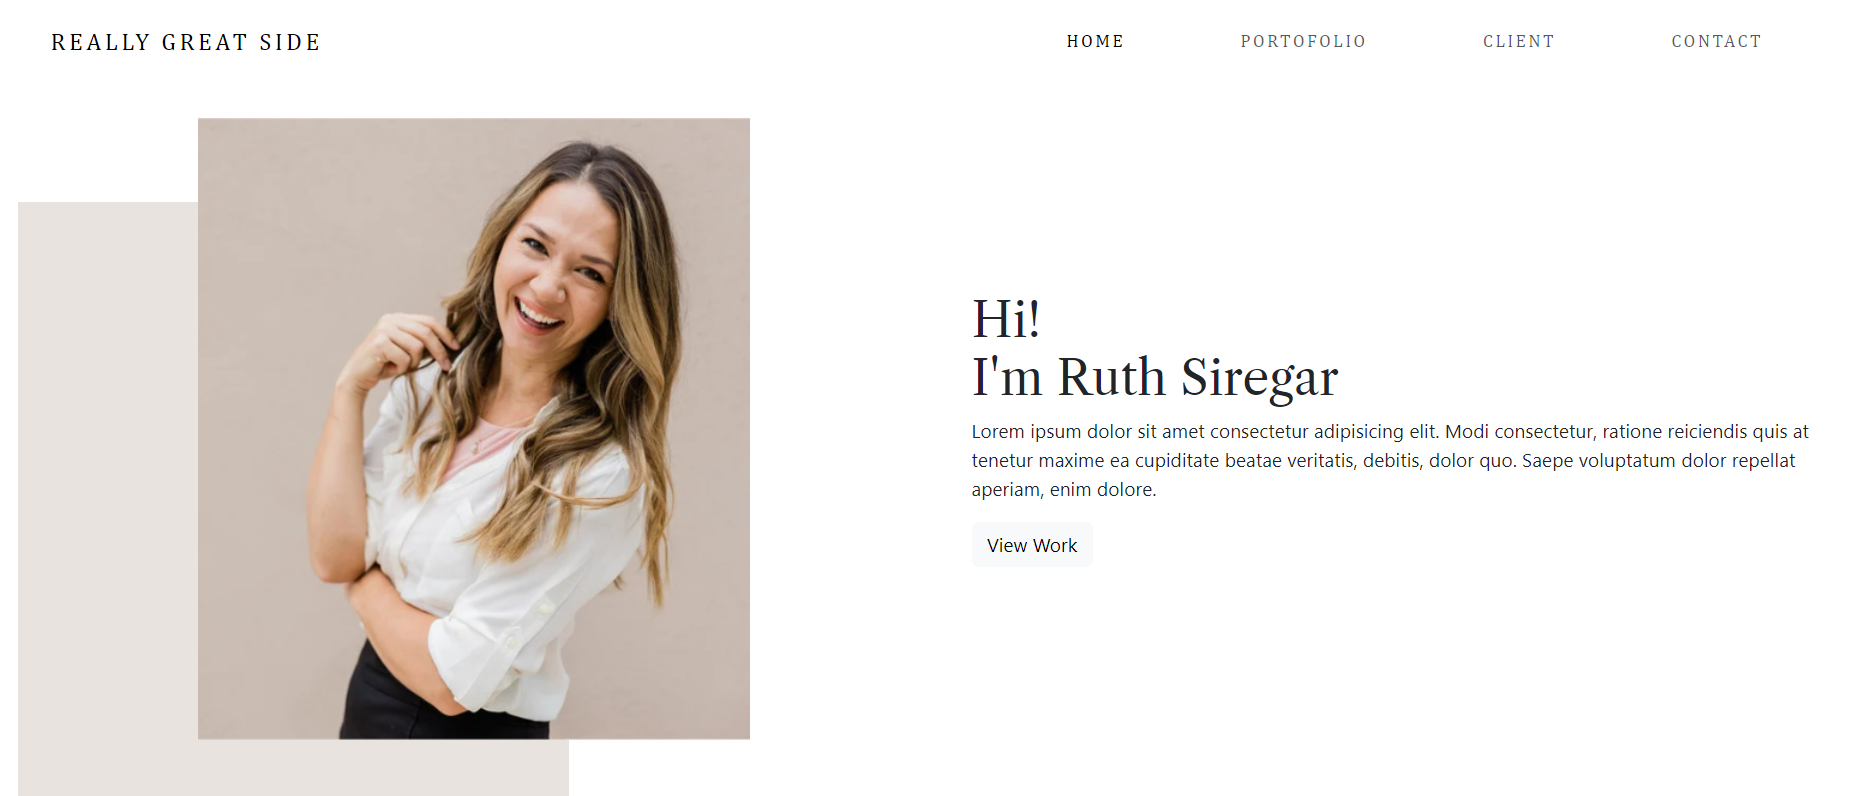 REALLY GREAT SIDE
HOME
PORTOFOLIO
CLIENT
CONTACT
Hi!
I'm Ruth Siregar
Lorem ipsum dolor sit amet consectetur adipisicing elit. Modi consectetur, ratione reiciendis quis at
tenetur maxime ea cupiditate beatae veritatis, debitis, dolor quo. Saepe voluptatum dolor repellat
aperiam, enim dolore.
View Work